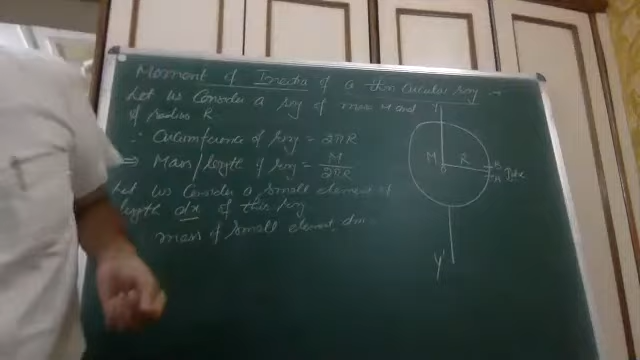 Moment of Inertia of a thin Circular ring :-
Let us Consider a ring of mass M and
of radius R
∴ Circumference of ring = 2πR
⇒ Mass/length of ring = M/2πR
Let us Consider a small element of
length dx of this ring
mass of small element, dm
Y
M
R
B
A
dx
Y'